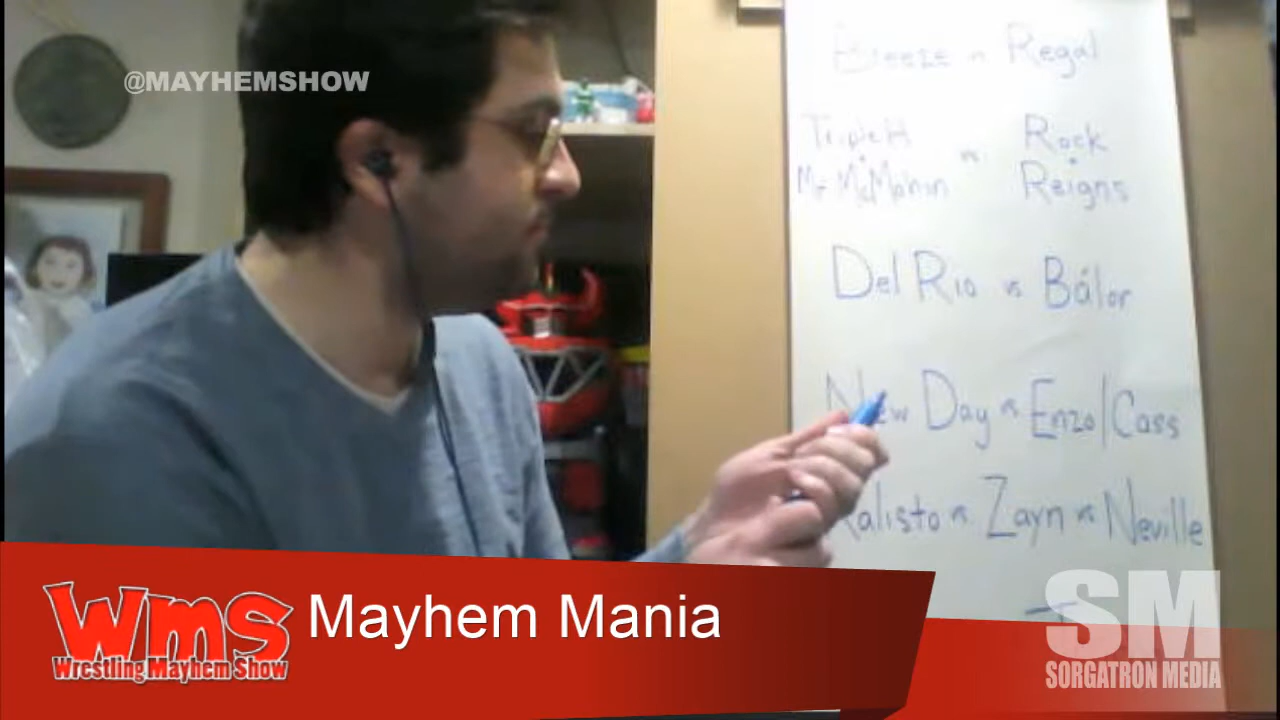 @MAYHEMSHOW
Breeze vs Regal
Triple H
Mr McMahon
vs
Rock
Reigns
Del Rio vs Bálor
New Day vs Enzo/Cass
Kalisto vs Zayn vs Neville
WMS
Wrestling Mayhem Show
Mayhem Mania
SM
SORGATRON MEDIA